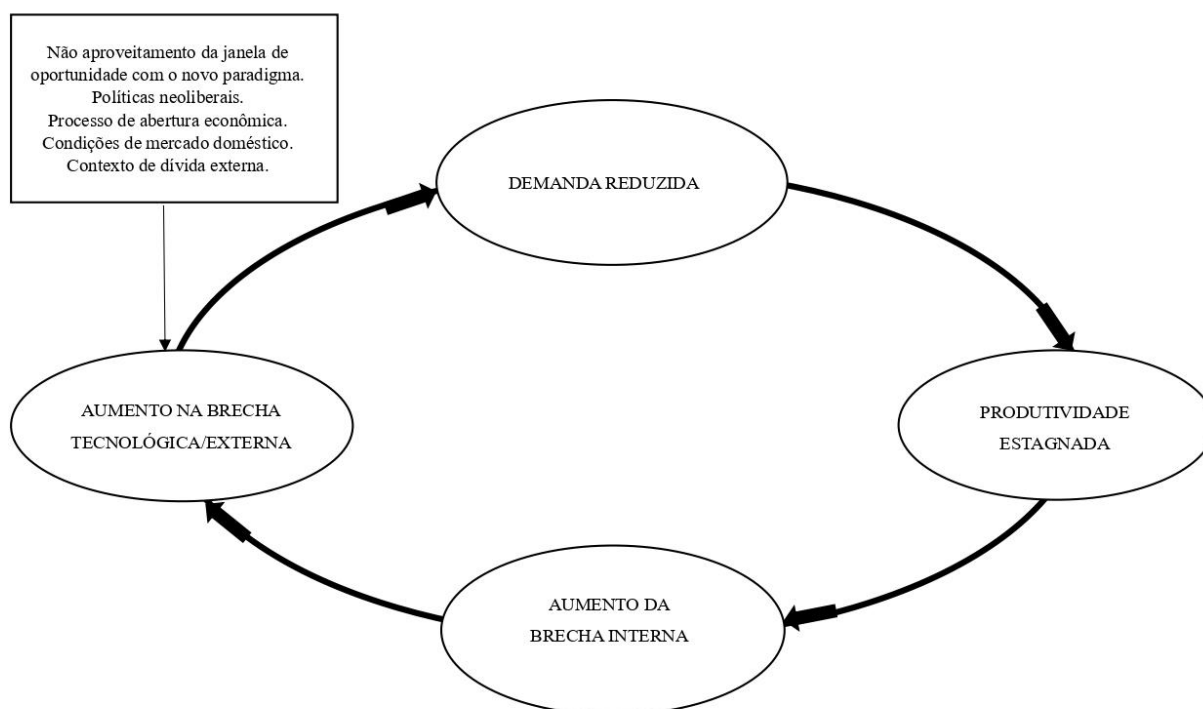 Não aproveitamento da janela de
oportunidade com o novo paradigma.
Políticas neoliberais.
Processo de abertura econômica.
Condições de mercado doméstico.
Contexto de dívida externa.
DEMANDA REDUZIDA
AUMENTO NA BRECHA
TECNOLÓGICA/EXTERNA
PRODUTIVIDADE
ESTAGNADA
AUMENTO DA
BRECHA INTERNA